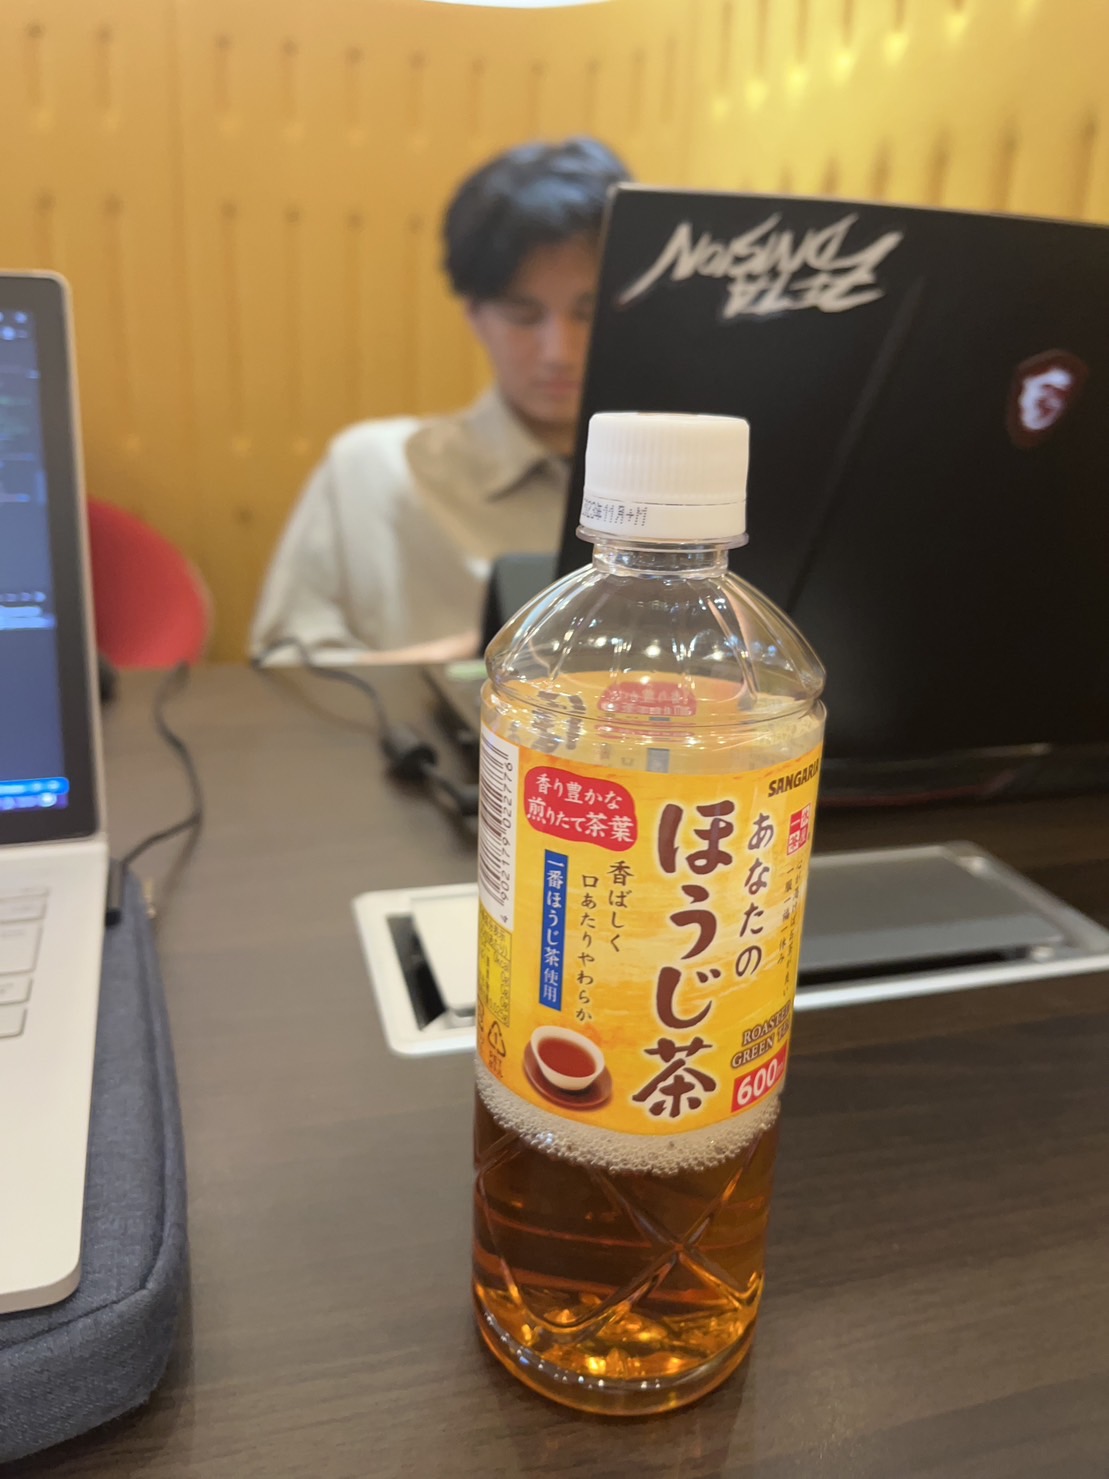 ZETA
DIVISION
SANGARIA
あなたの
ほうじ茶
香り豊かな
煎りたて茶葉
香ばしく
口あたりやわらか
一番ほうじ茶使用
ROASTED
GREEN TEA
600